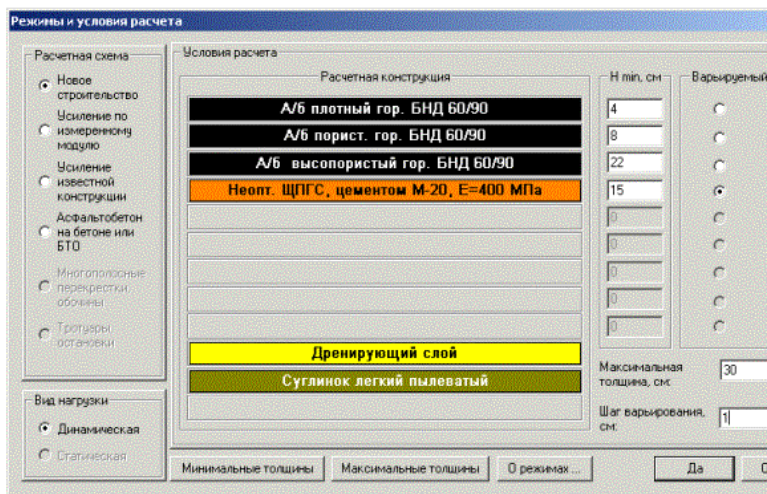 Режимы и условия расчета
Расчетная схема
Новое
строительство
Усиление по
измеренному
модулю
Усиление
известной
конструкции
Асфальтобетон
на бетоне или
БТО
Многополосные
перекрестки,
обочины
Тротуары,
остановки
Вид нагрузки
Динамическая
Статическая
Условия расчета
Расчетная конструкция
H min, см
Варьируемый
А/б плотный гор. БНД 60/90
4
А/б порист. гор. БНД 60/90
8
А/б высопористый гор. БНД 60/90
22
Неопт. ЩПГС, цементом М-20, Е=400 МПа
15
0
0
0
0
0
Дренирующий слой
Суглинок легкий пылеватый
Максимальная
толщина, см:
30
Шаг варьирования,
см:
1
Минимальные толщины
Максимальные толщины
О режимах ...
Да